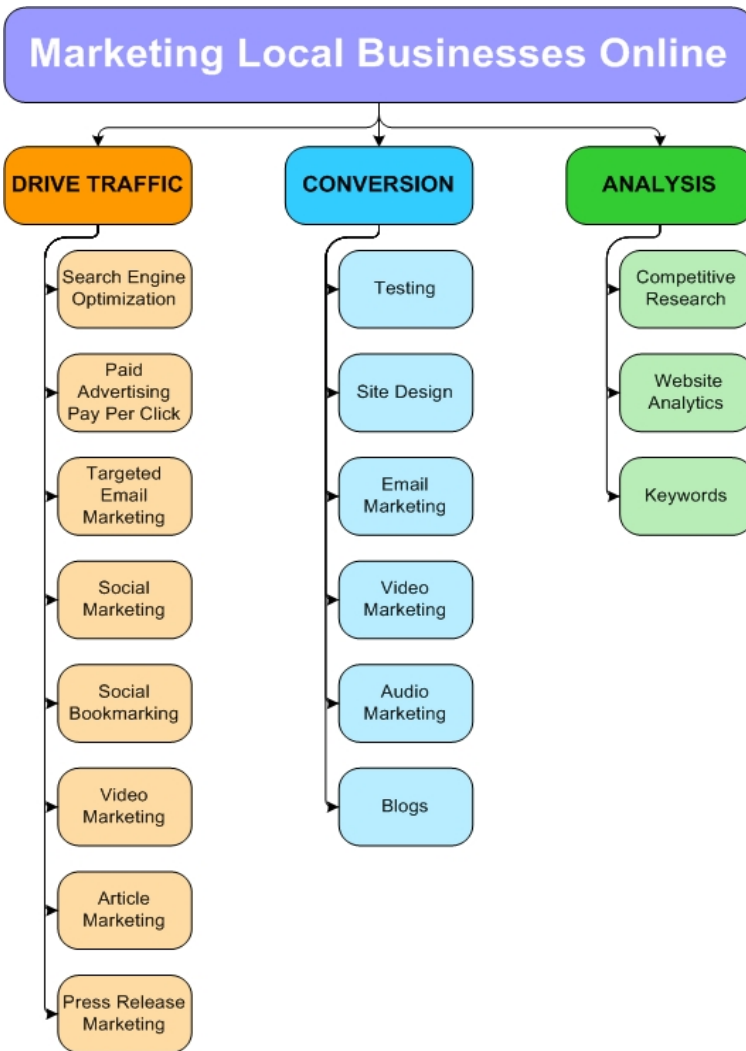 Marketing Local Businesses Online
DRIVE TRAFFIC
Search Engine
Optimization
Paid
Advertising
Pay Per Click
Targeted
Email
Marketing
Social
Marketing
Social
Bookmarking
Video
Marketing
Article
Marketing
Press Release
Marketing
CONVERSION
Testing
Site Design
Email
Marketing
Video
Marketing
Audio
Marketing
Blogs
ANALYSIS
Competitive
Research
Website
Analytics
Keywords